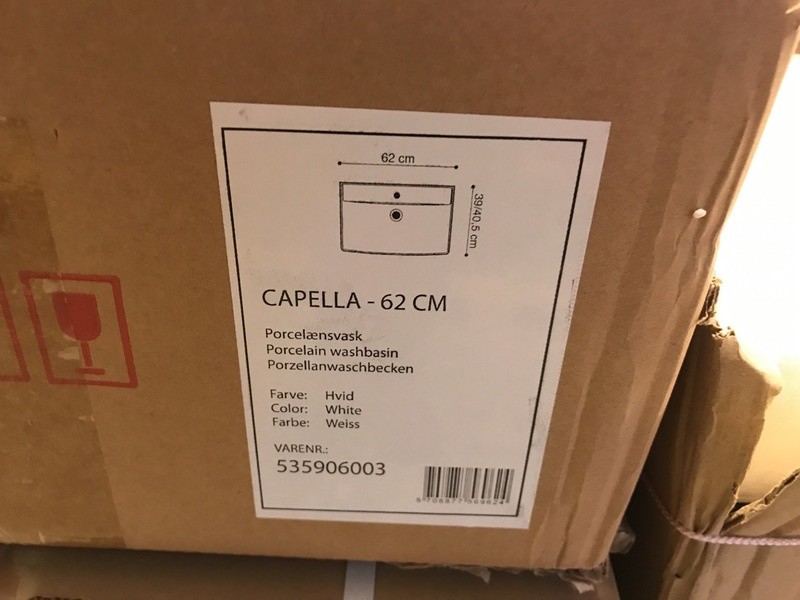 62 cm
39/40,5 cm
CAPELLA - 62 CM
Porcelænsvask
Porcelain washbasin
Porzellanwaschbecken
Farve: Hvid
Color: White
Farbe: Weiss
VARENR.:
535906003